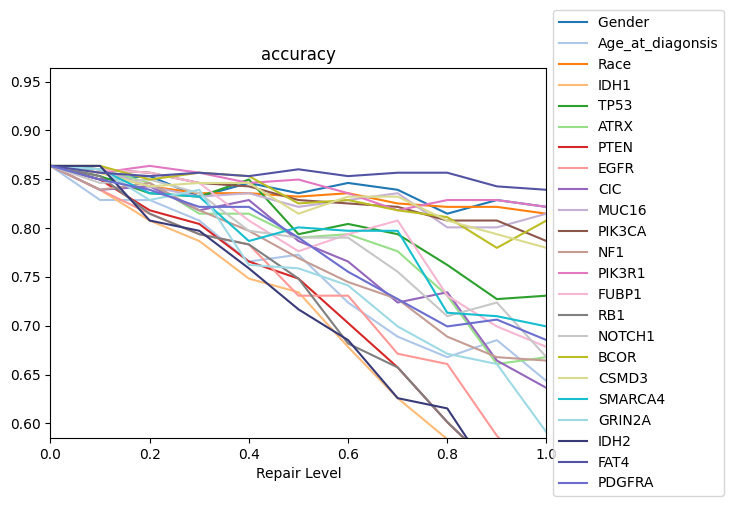 accuracy
0.95
0.90
0.85
0.80
0.75
0.70
0.65
0.60
0.0
0.2
0.4
0.6
0.8
1.0
Repair Level
Gender
Age_at_diagonsis
Race
IDH1
TP53
ATRX
PTEN
EGFR
CIC
MUC16
PIK3CA
NF1
PIK3R1
FUBP1
RB1
NOTCH1
BCOR
CSMD3
SMARCA4
GRIN2A
IDH2
FAT4
PDGFRA